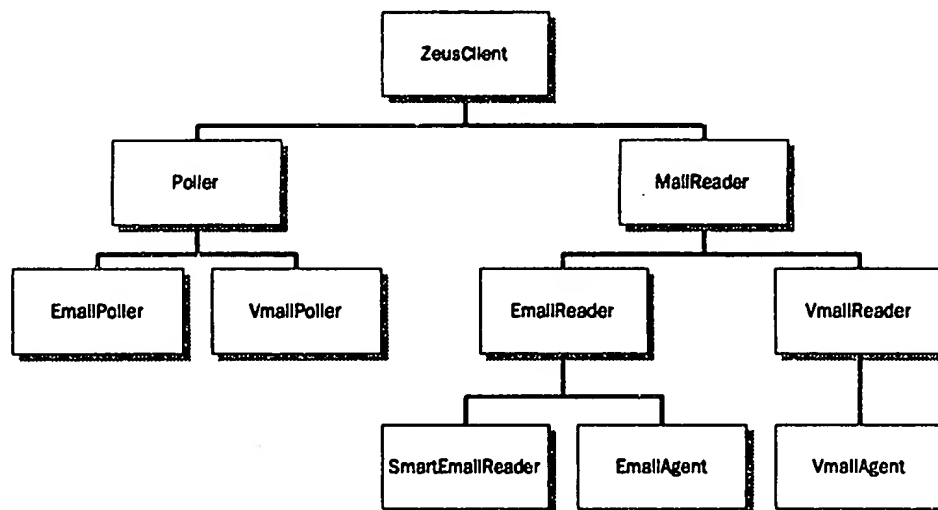 ZeusClient
Poller
MailReader
EmailPoller
VmailPoller
EmailReader
VmailReader
SmartEmailReader
EmailAgent
VmailAgent